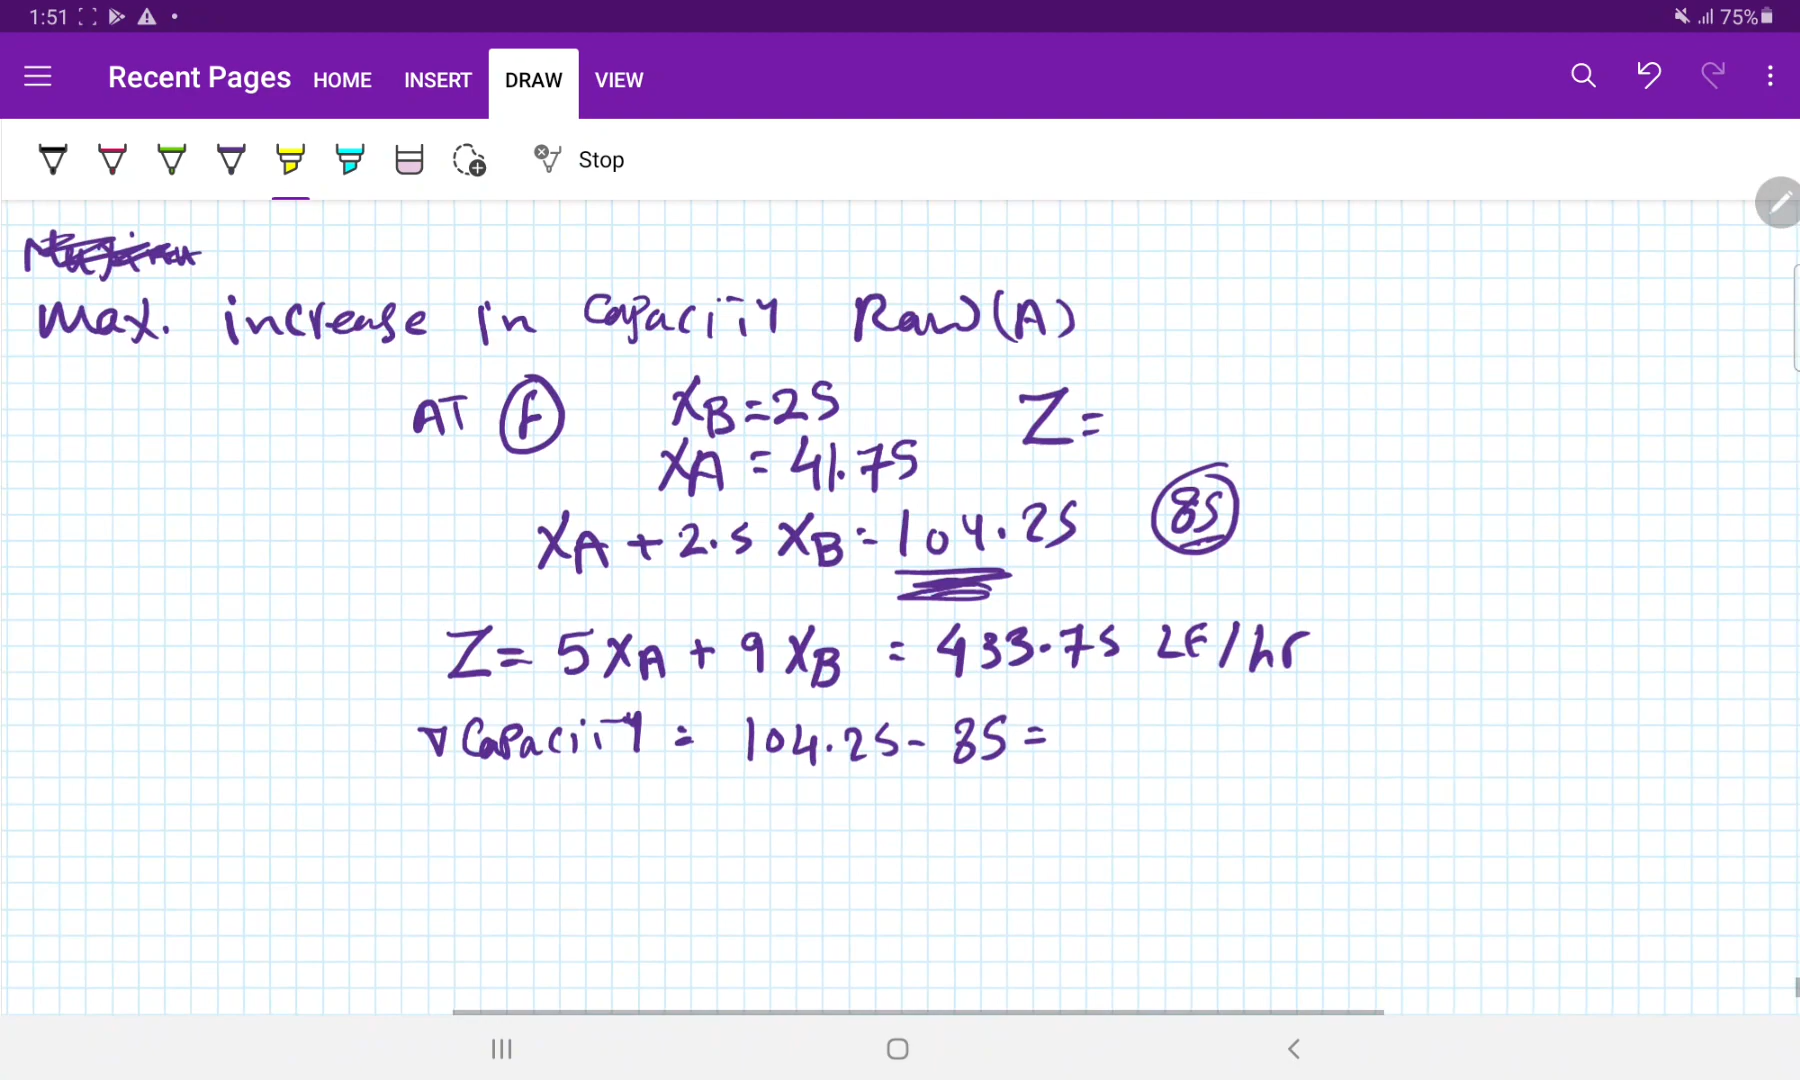 1:51 75%
Recent Pages HOME INSERT DRAW VIEW
Stop
Max. increase in Capacity Raw(A)
AT f XB=25 Z=
XA = 41.75
XA + 2.5 XB = 104.25 85
Z= 5XA + 9XB = 433.75 LE/hr
∇ Capacity = 104.25 - 85 =